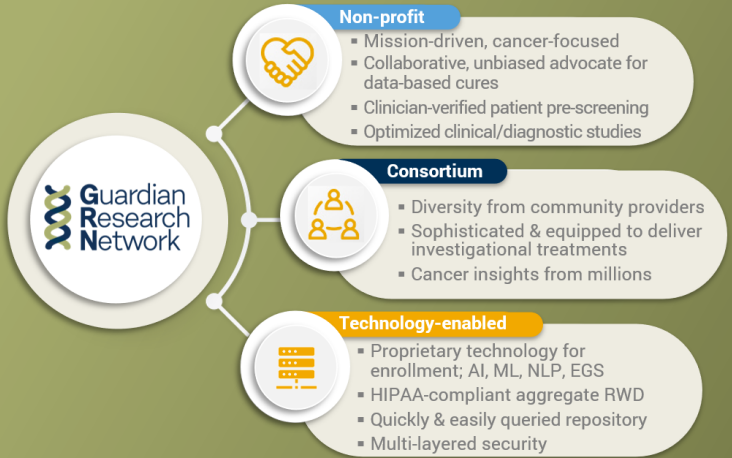 Guardian
Research
Network
Non-profit
▪ Mission-driven, cancer-focused
▪ Collaborative, unbiased advocate for
data-based cures
▪ Clinician-verified patient pre-screening
▪ Optimized clinical/diagnostic studies
Consortium
▪ Diversity from community providers
▪ Sophisticated & equipped to deliver
investigational treatments
▪ Cancer insights from millions
Technology-enabled
▪ Proprietary technology for
enrollment; AI, ML, NLP, EGS
▪ HIPAA-compliant aggregate RWD
▪ Quickly & easily queried repository
▪ Multi-layered security